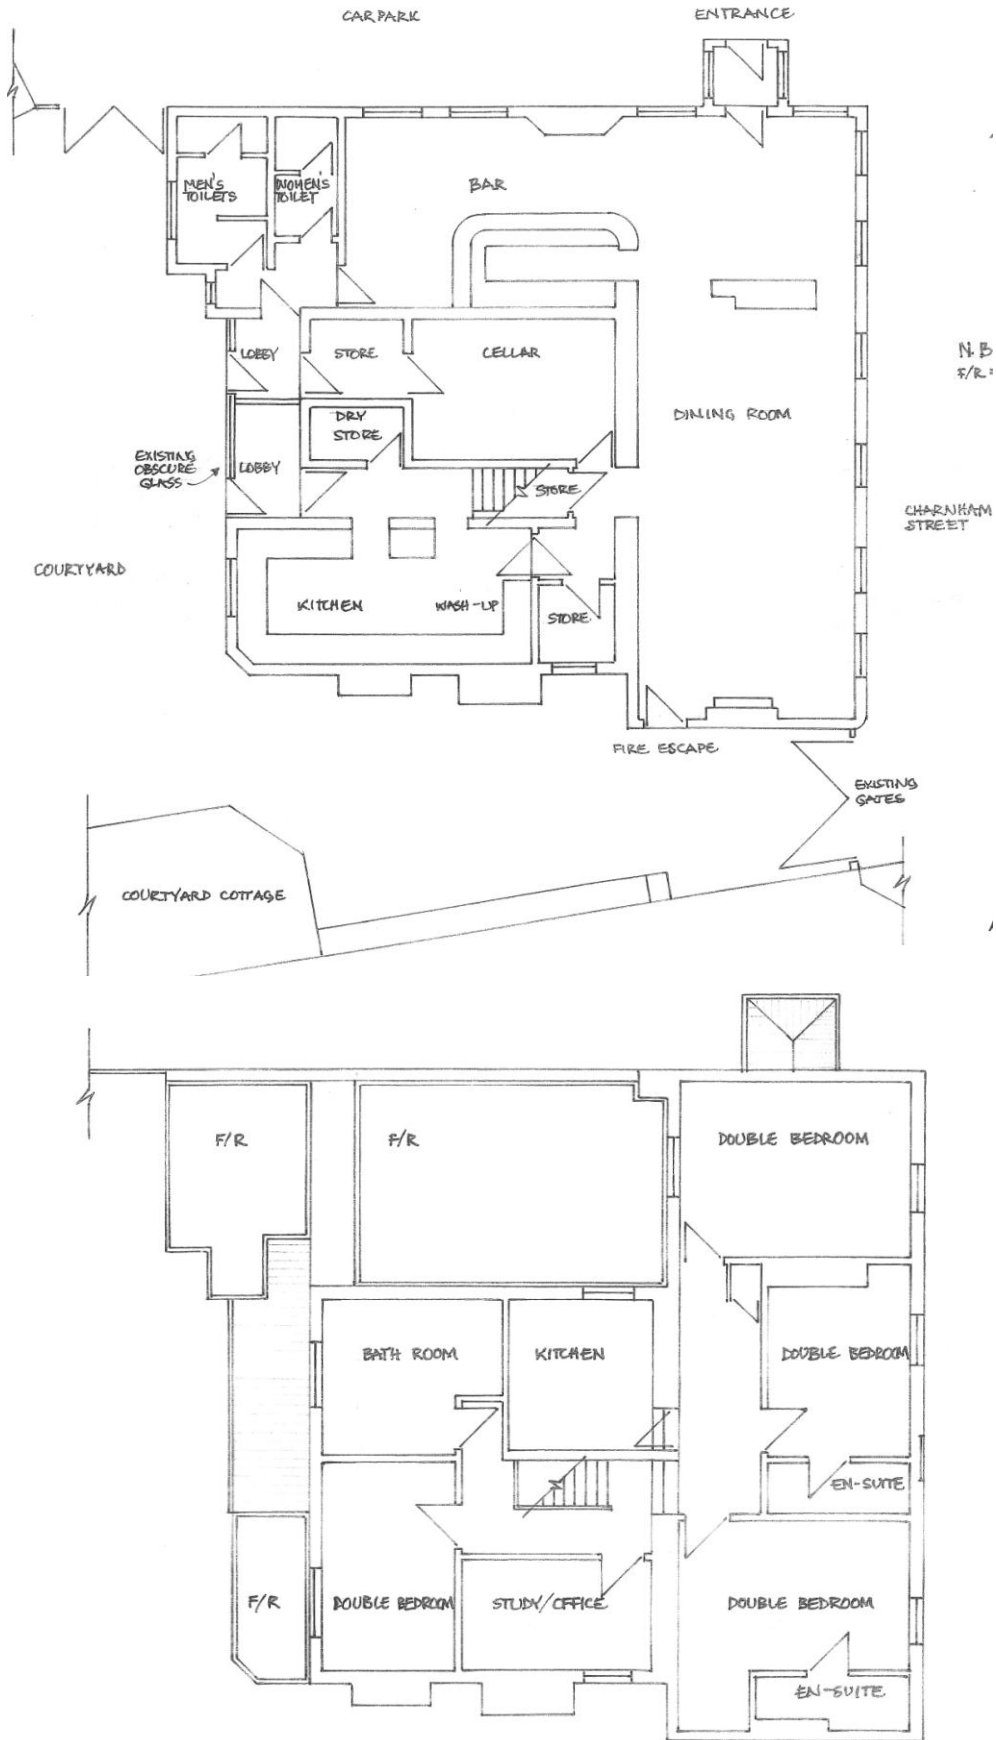 CARPARK
ENTRANCE
MEN'S
TOILETS
WOMEN'S
TOILET
BAR
LOBBY
STORE
CELLAR
N.B
F/R =
DRY
STORE
DINING ROOM
EXISTING
OBSCURE
GLASS
LOBBY
STORE
CHARNHAM
STREET
COURTYARD
KITCHEN
WASH-UP
STORE
FIRE ESCAPE
EXISTING
GATES
COURTYARD COTTAGE
F/R
F/R
DOUBLE BEDROOM
BATH ROOM
KITCHEN
DOUBLE BEDROOM
EN-SUITE
F/R
DOUBLE BEDROOM
STUDY/OFFICE
DOUBLE BEDROOM
EN-SUITE